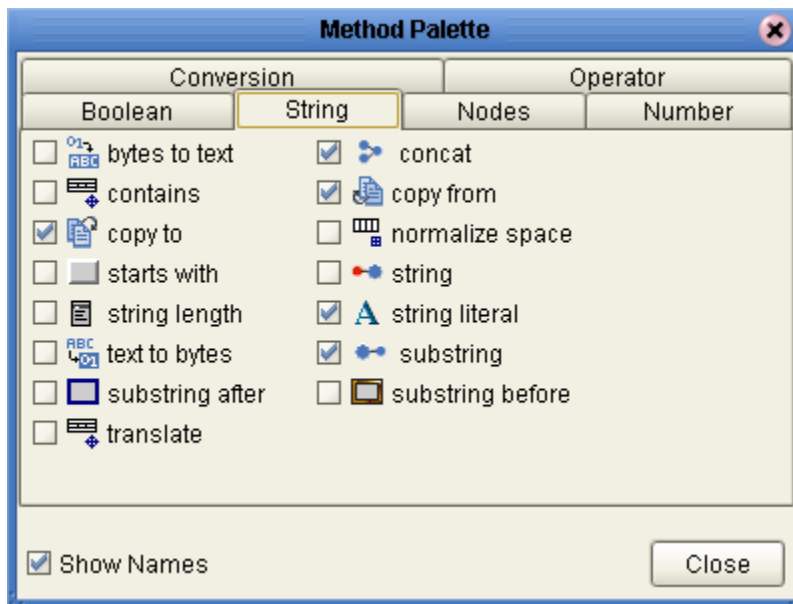 Method Palette
Conversion Operator
Boolean String Nodes Number
bytes to text concat
contains copy from
copy to normalize space
starts with string
string length string literal
text to bytes substring
substring after substring before
translate
Show Names Close